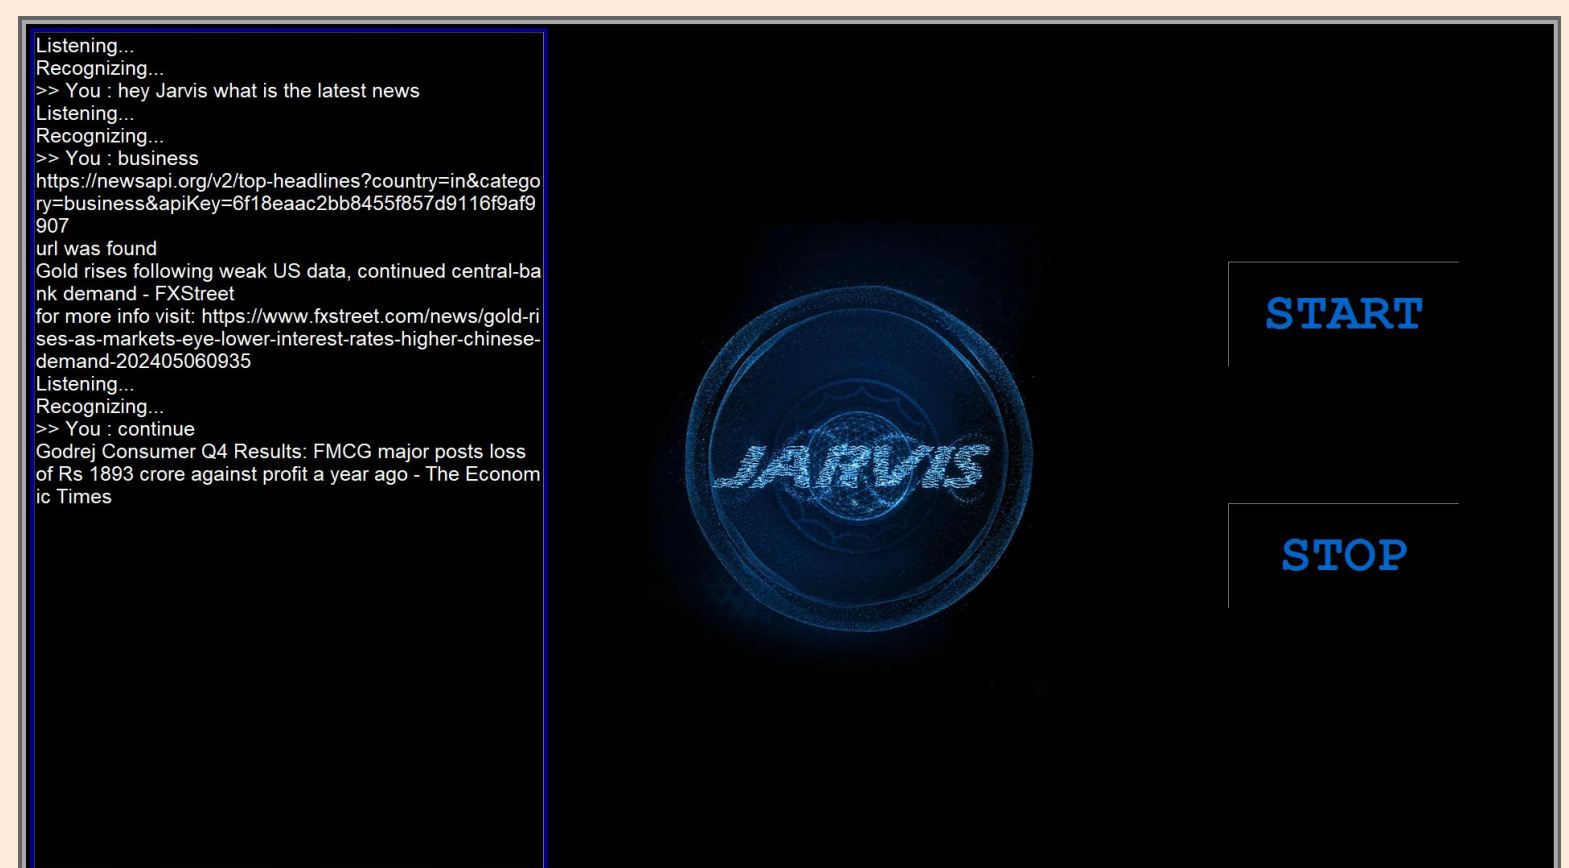 Listening...
Recognizing...
>> You : hey Jarvis what is the latest news
Listening...
Recognizing...
>> You : business
https://newsapi.org/v2/top-headlines?country=in&catego
ry=business&apiKey=6f18eaac2bb8455f857d9116f9af9
907
url was found
Gold rises following weak US data, continued central-ba
nk demand - FXStreet
for more info visit: https://www.fxstreet.com/news/gold-ri
ses-as-markets-eye-lower-interest-rates-higher-chinese-
demand-202405060935
Listening...
Recognizing...
>> You : continue
Godrej Consumer Q4 Results: FMCG major posts loss
of Rs 1893 crore against profit a year ago - The Econom
ic Times
JARVIS
START
STOP